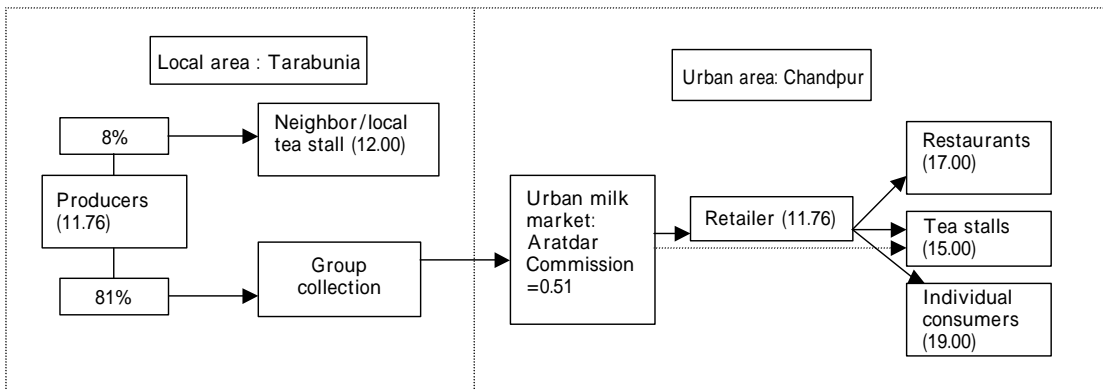 Local area : Tarabunia
Urban area: Chandpur
8%
Neighbor/local
tea stall (12.00)
Producers
(11.76)
81%
Group
collection
Urban milk
market:
Aratdar
Commission
=0.51
Retailer (11.76)
Restaurants
(17.00)
Tea stalls
(15.00)
Individual
consumers
(19.00)